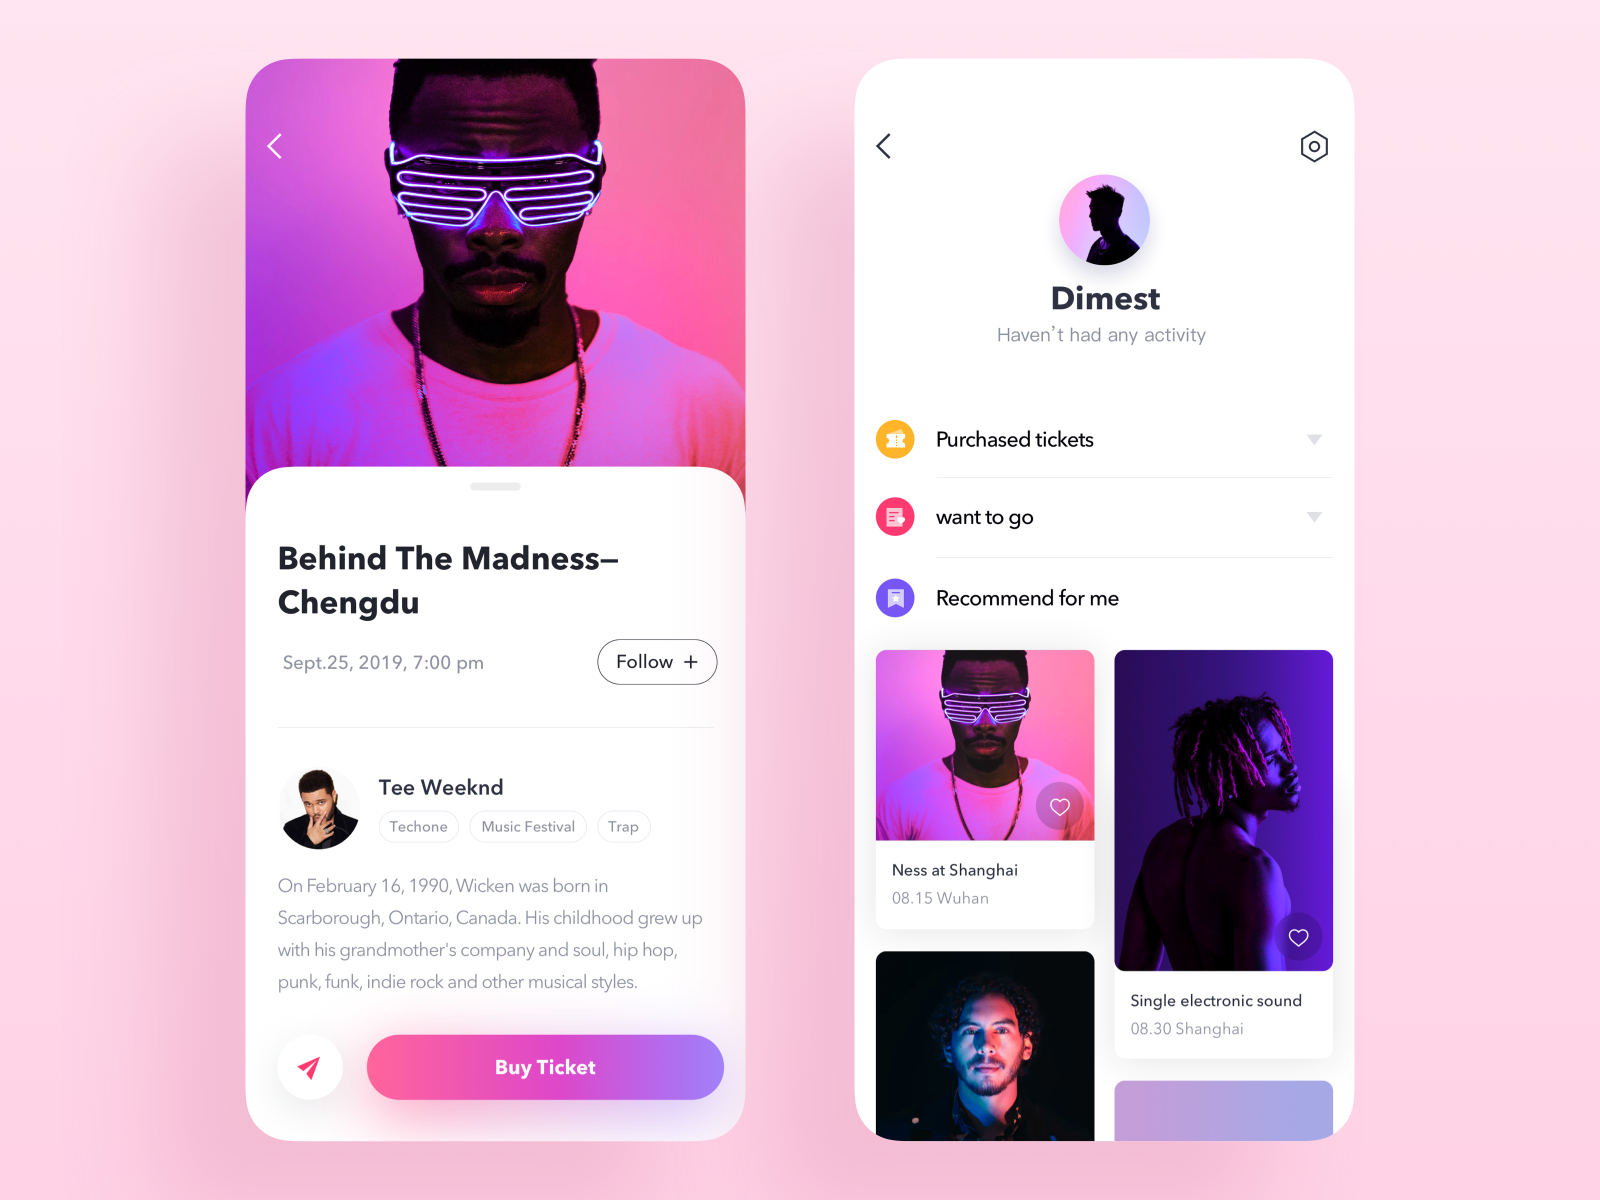 Behind The Madness—
Chengdu
Sept.25, 2019, 7:00 pm
Follow +
Tee Weeknd
Techone
Music Festival
Trap
On February 16, 1990, Wicken was born in
Scarborough, Ontario, Canada. His childhood grew up
with his grandmother's company and soul, hip hop,
punk, funk, indie rock and other musical styles.
Buy Ticket
Dimest
Haven’t had any activity
Purchased tickets
want to go
Recommend for me
Ness at Shanghai
08.15 Wuhan
Single electronic sound
08.30 Shanghai